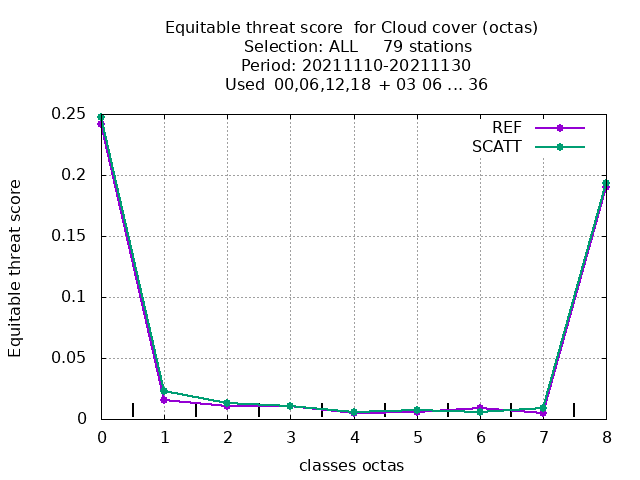 Equitable threat score  for Cloud cover (octas)
Selection: ALL     79 stations
Period: 20211110-20211130
Used  00,06,12,18 + 03 06 ... 36
REF
SCATT
Equitable threat score
0.25
0.2
0.15
0.1
0.05
0
0 1 2 3 4 5 6 7 8
classes octas